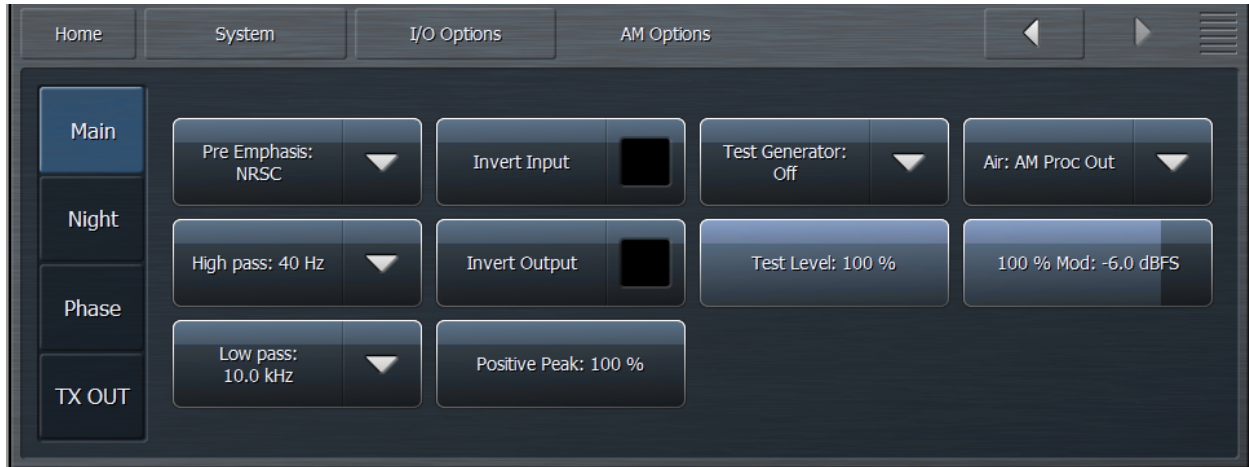 Home
System
I/O Options
AM Options
Main
Night
Phase
TX OUT
Pre Emphasis:
NRSC
Invert Input
Test Generator:
Off
Air: AM Proc Out
High pass: 40 Hz
Invert Output
Test Level: 100 %
100 % Mod: -6.0 dBFS
Low pass:
10.0 kHz
Positive Peak: 100 %